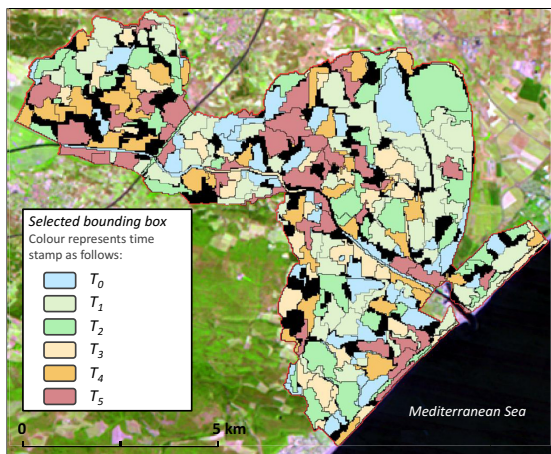 Selected bounding box
Colour represents time
stamp as follows:
T0
T1
T2
T3
T4
T5
0 5 km
Mediterranean Sea